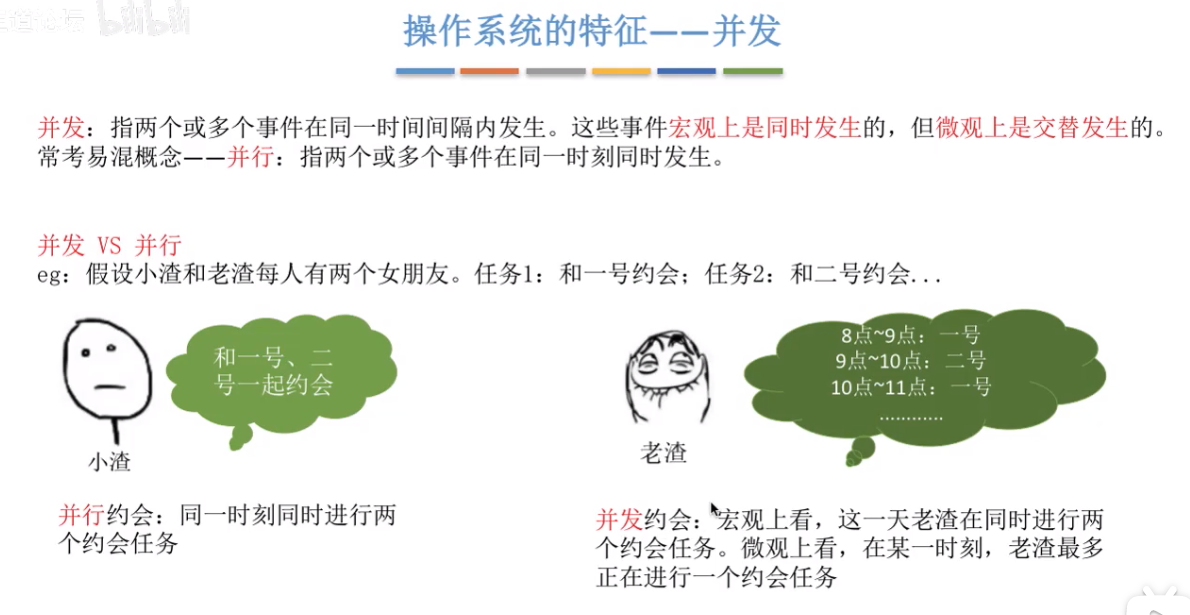 bilibili
操作系统的特征——并发
并发：指两个或多个事件在同一时间间隔内发生。这些事件宏观上是同时发生的，但微观上是交替发生的。
常考易混概念——并行：指两个或多个事件在同一时刻同时发生。
并发 VS 并行
eg：假设小渣和老渣每人有两个女朋友。任务1：和一号约会；任务2：和二号约会...
和一号、二
号一起约会
小渣
并行约会：同一时刻同时进行两
个约会任务
8点~9点：一号
9点~10点：二号
10点~11点：一号
............
老渣
并发约会：宏观上看，这一天老渣在同时进行两
个约会任务。微观上看，在某一时刻，老渣最多
正在进行一个约会任务